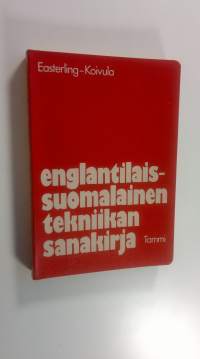 Easterling-Koivula
englantilais-
suomalainen
tekniikan
sanakirja
Tammi